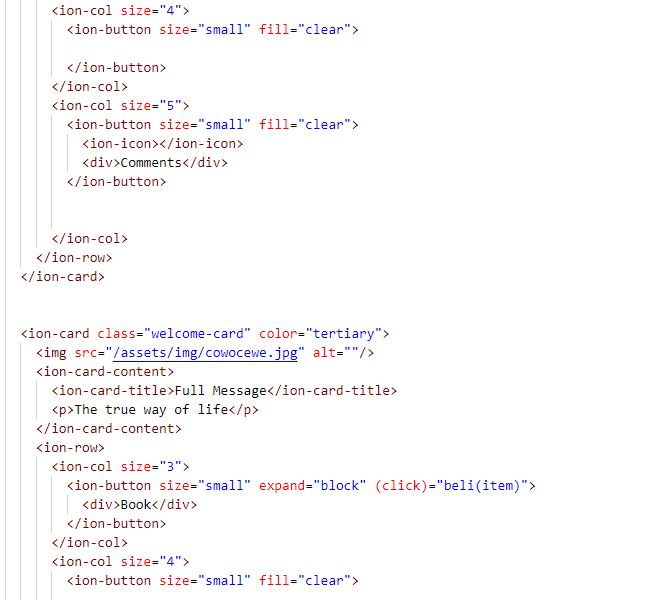 <ion-col size="4">
<ion-button size="small" fill="clear">
</ion-button>
</ion-col>
<ion-col size="5">
<ion-button size="small" fill="clear">
<ion-icon></ion-icon>
<div>Comments</div>
</ion-button>
</ion-col>
</ion-row>
</ion-card>
<ion-card class="welcome-card" color="tertiary">
<img src="/assets/img/cowocewe.jpg" alt=""/>
<ion-card-content>
<ion-card-title>Full Message</ion-card-title>
<p>The true way of life</p>
</ion-card-content>
<ion-row>
<ion-col size="3">
<ion-button size="small" expand="block" (click)="beli(item)">
<div>Book</div>
</ion-button>
</ion-col>
<ion-col size="4">
<ion-button size="small" fill="clear">